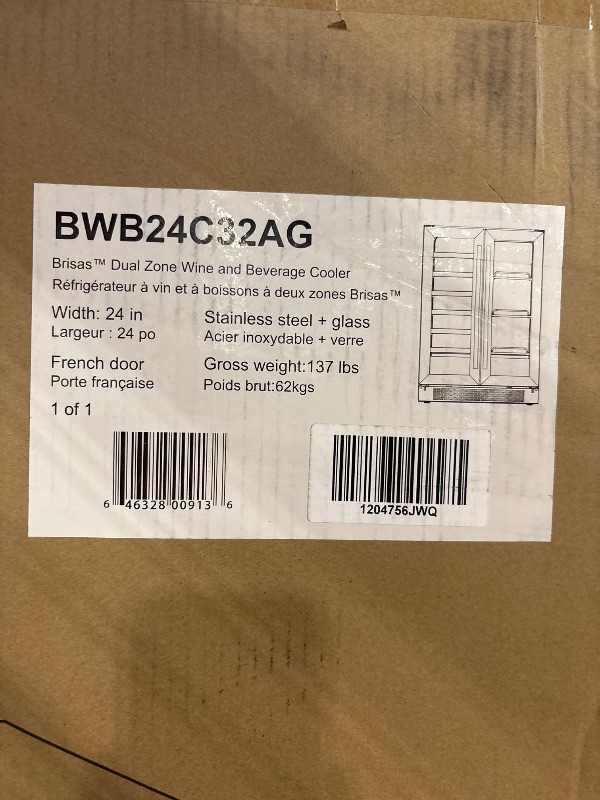 BWB24C32AG
Brisas™ Dual Zone Wine and Beverage Cooler
Réfrigérateur à vin et à boissons à deux zones Brisas™
Width: 24 in
Largeur : 24 po
Stainless steel + glass
Acier inoxydable + verre
French door
Porte française
Gross weight:137 lbs
Poids brut:62kgs
1 of 1
6 46328 00913 6
1204756JWQ